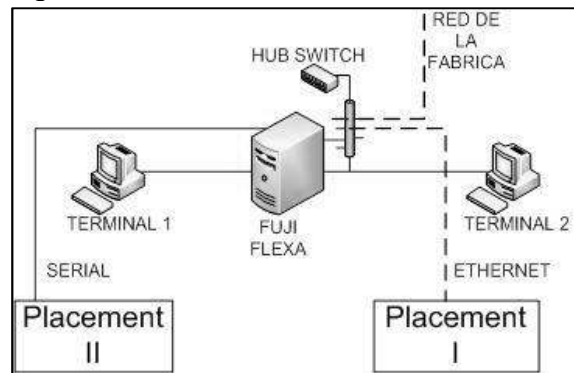 RED DE
LA
FABRICA
HUB SWITCH
TERMINAL 1
FUJI
FLEXA
TERMINAL 2
SERIAL
ETHERNET
Placement
II
Placement
I